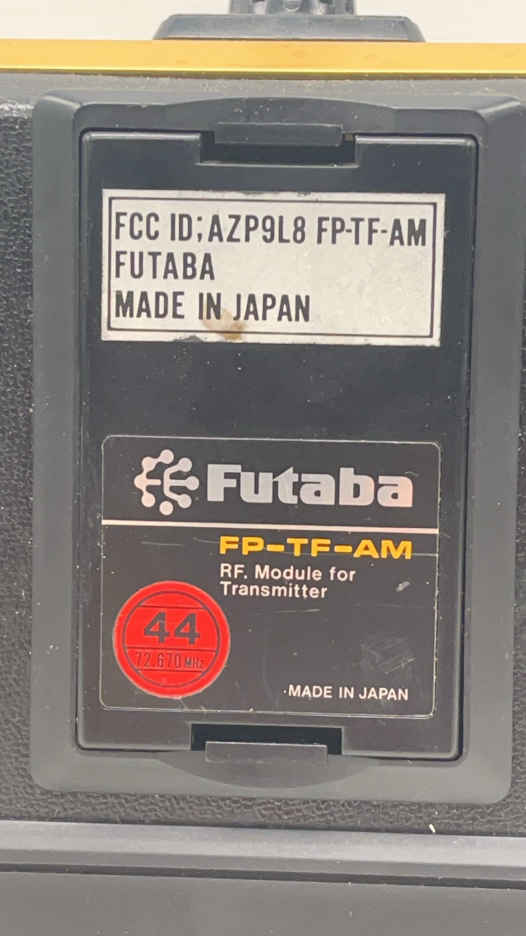 FCC ID;AZP9L8 FP-TF-AM
FUTABA
MADE IN JAPAN
Futaba
FP-TF-AM
RF. Module for
Transmitter
44
72.670MHz
MADE IN JAPAN